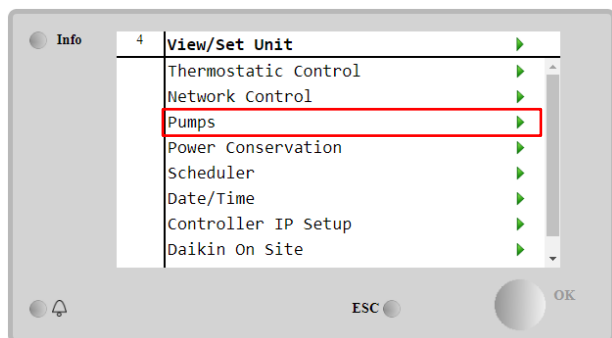 Info
4 View/Set Unit
Thermostatic Control
Network Control
Pumps
Power Conservation
Scheduler
Date/Time
Controller IP Setup
Daikin On Site
ESC
OK